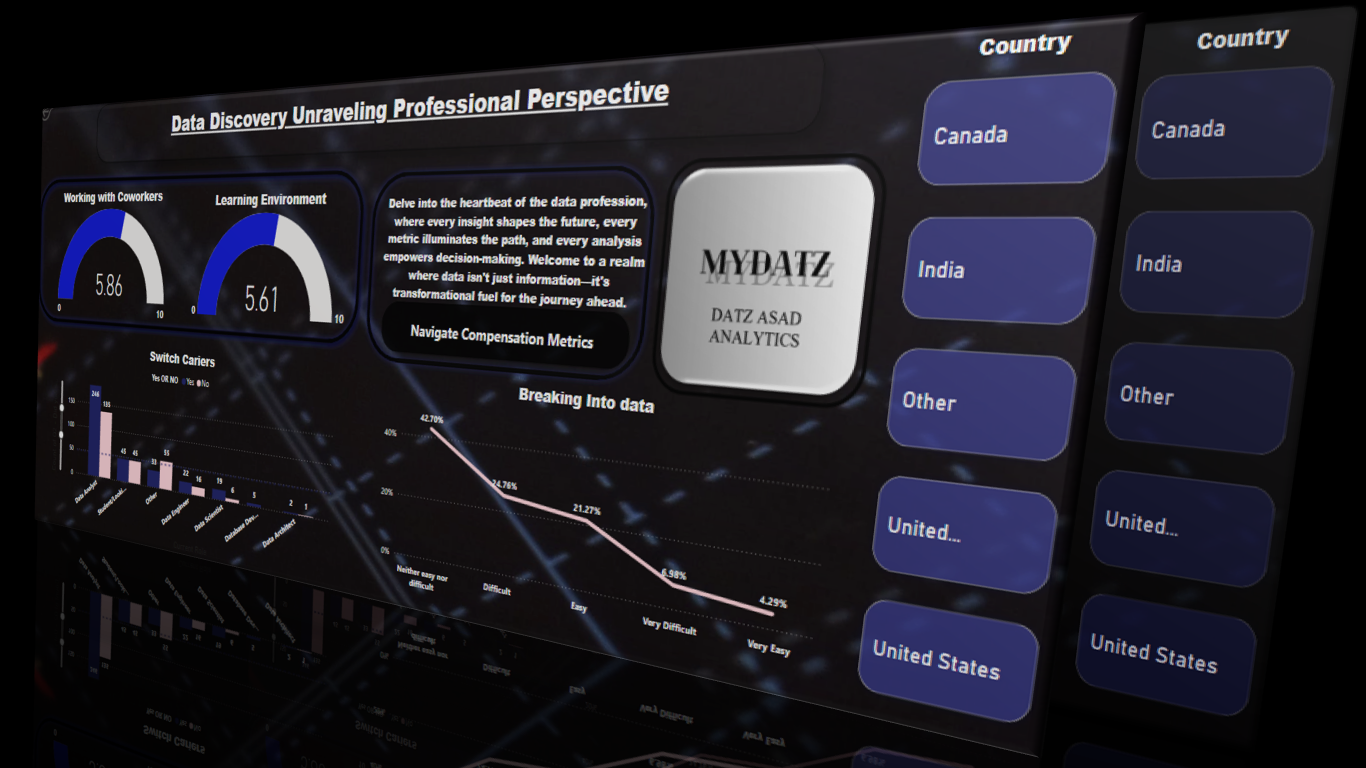 Data Discovery Unraveling Professional Perspective
Working with Coworkers
5.86
0
10
Learning Environment
5.61
0
10
Delve into the heartbeat of the data profession,
where every insight shapes the future, every
metric illuminates the path, and every analysis
empowers decision-making. Welcome to a realm
where data isn't just information—it's
transformational fuel for the journey ahead.
Navigate Compensation Metrics
MYDATZ
DATZ ASAD
ANALYTICS
Switch Cariers
Yes OR NO Yes No
150
100
50
0
246
135
45
45
33
55
22
16
19
6
5
2
1
Data Analyst
Student/Looki...
Other
Data Engineer
Data Scientist
Database Dev...
Data Architect
Breaking Into data
40%
20%
0%
42.70%
24.76%
21.27%
6.98%
4.29%
Neither easy nor
difficult
Difficult
Easy
Very Difficult
Very Easy
Country
Canada
India
Other
United...
United States
Country
Canada
India
Other
United...
United States